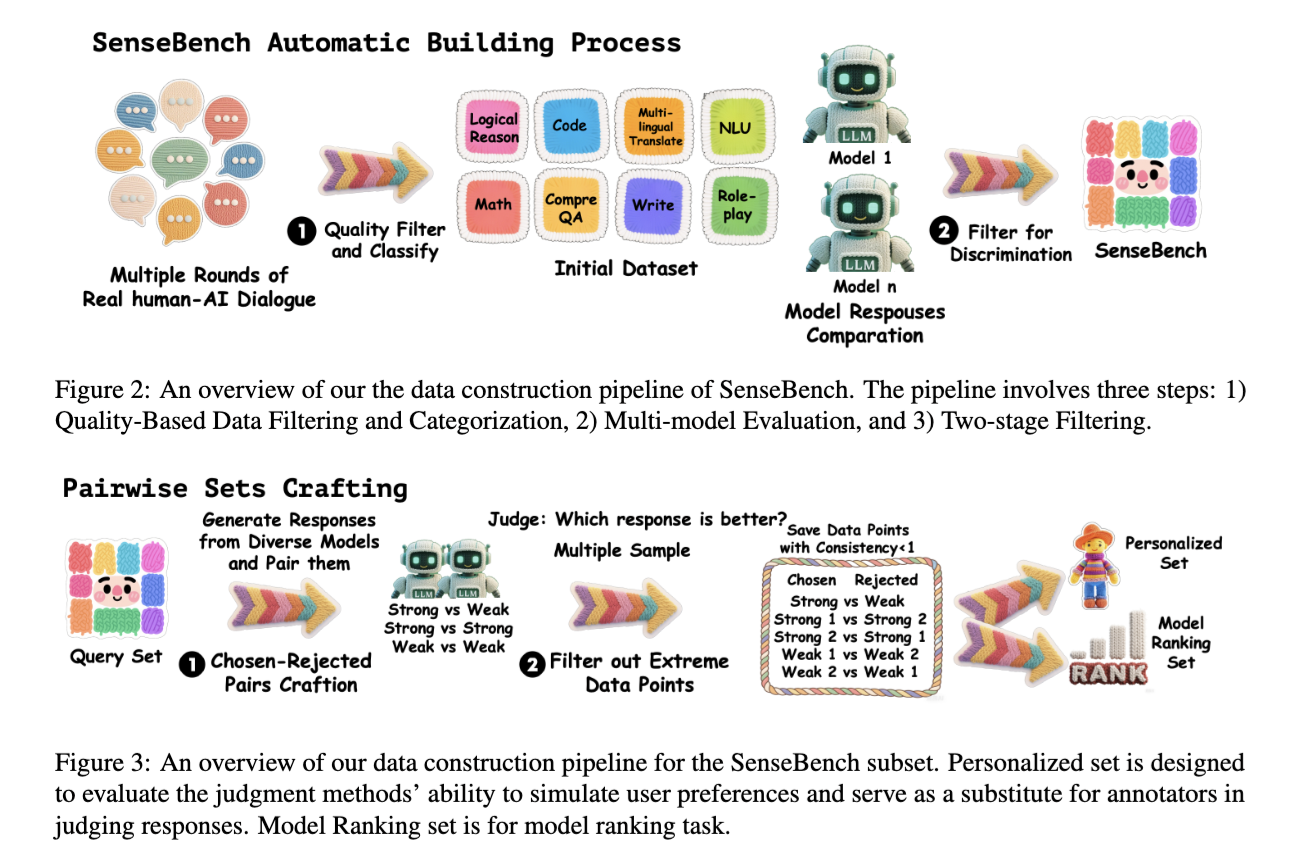 SenseBench Automatic Building Process
Logical
Reason
Code
Multi-
lingual
Translate
NLU
Math
Compre
QA
Write
Role-
play
LLM
Model 1
LLM
Model n
1 Quality Filter
and Classify
2 Filter for
Discrimination
SenseBench
Multiple Rounds of
Real human-AI Dialogue
Initial Dataset
Model Respouses
Comparation
Figure 2: An overview of our the data construction pipeline of SenseBench. The pipeline involves three steps: 1)
Quality-Based Data Filtering and Categorization, 2) Multi-model Evaluation, and 3) Two-stage Filtering.
Pairwise Sets Crafting
Generate Responses
from Diverse Models
and Pair them
Judge: Which response is better?
Multiple Sample
Save Data Points
with Consistency<1
LLM LLM
Strong vs Weak
Strong vs Strong
Weak vs Weak
Chosen Rejected
Strong vs Weak
Strong 1 vs Strong 2
Strong 2 vs Strong 1
Weak 1 vs Weak 2
Weak 2 vs Weak 1
Personalized
Set
Model
Ranking
Set
RANK
Query Set
1 Chosen-Rejected
Pairs Craftion
2 Filter out Extreme
Data Points
Figure 3: An overview of our data construction pipeline for the SenseBench subset. Personalized set is designed
to evaluate the judgment methods’ ability to simulate user preferences and serve as a substitute for annotators in
judging responses. Model Ranking set is for model ranking task.